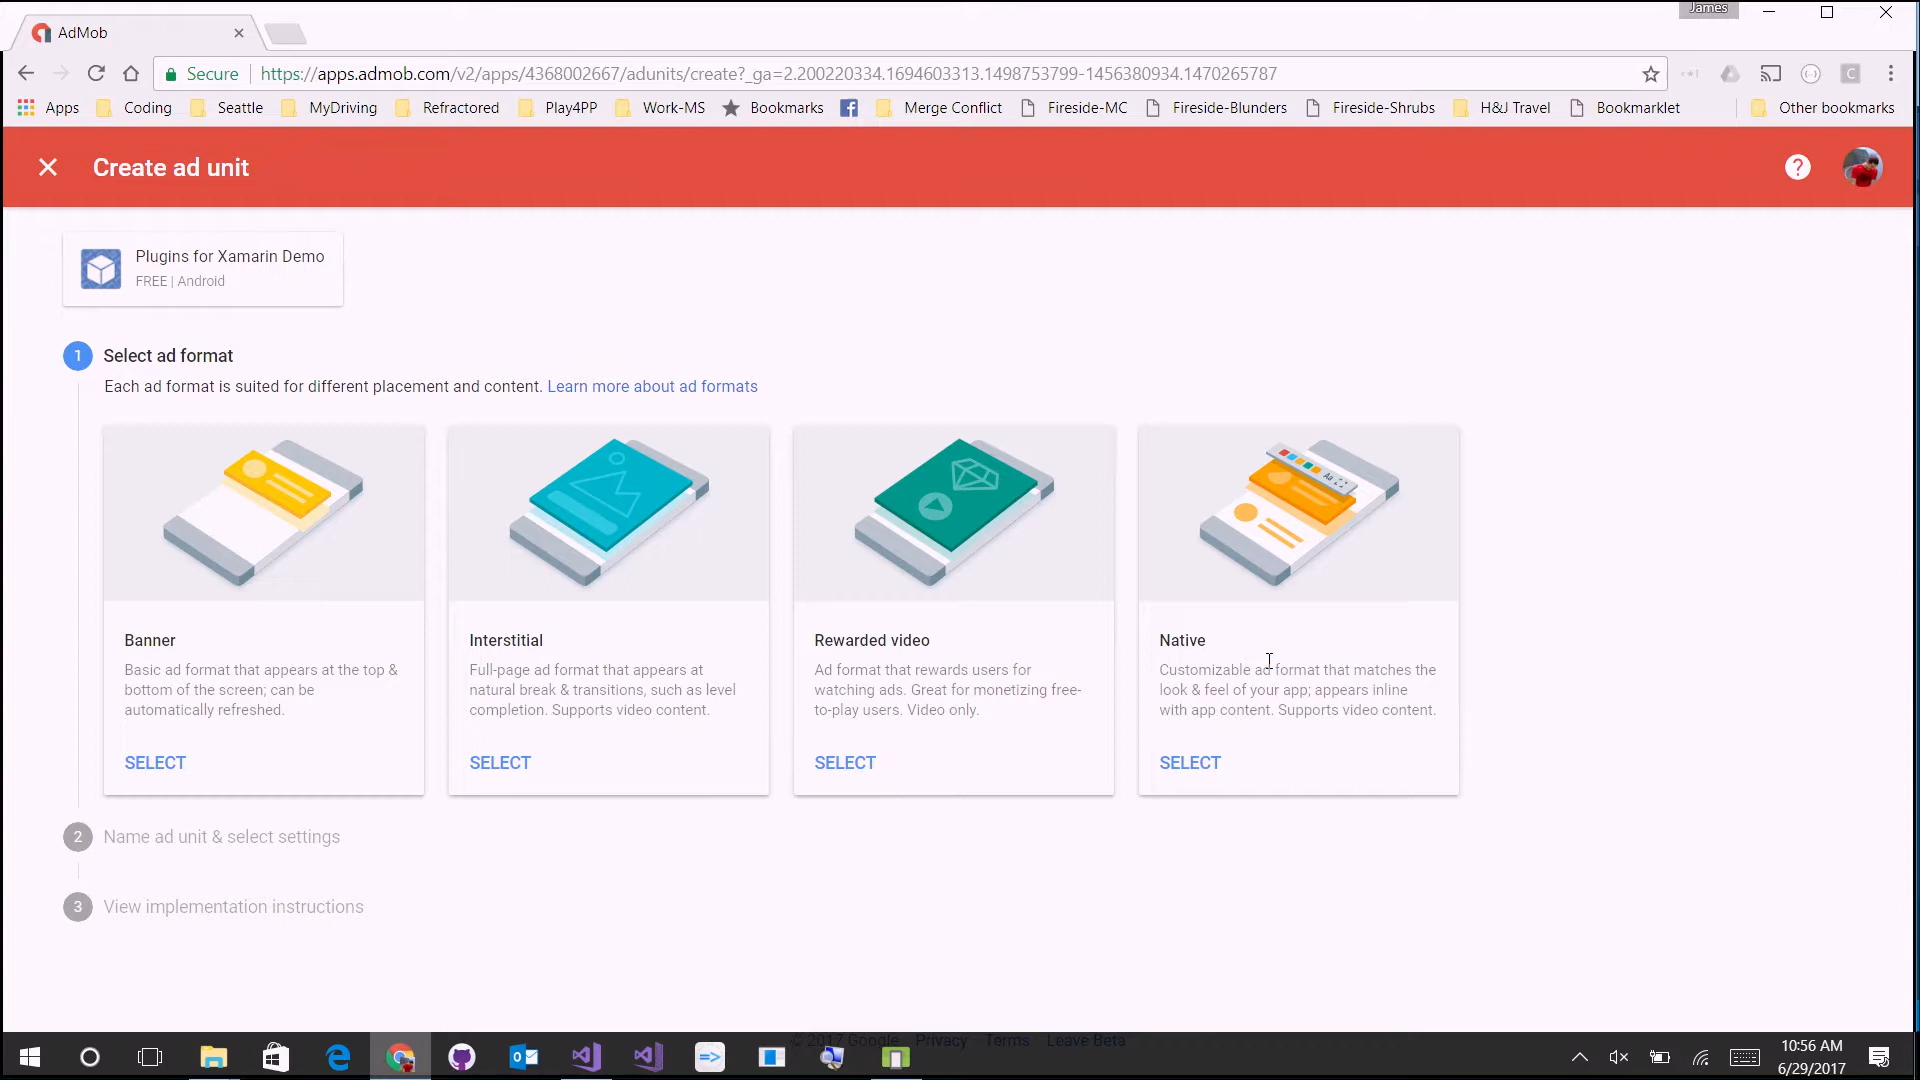 James
AdMob
Secure
https://apps.admob.com/v2/apps/4368002667/adunits/create?_ga=2.200220334.1694603313.1498753799-1456380934.1470265787
Apps
Coding
Seattle
MyDriving
Refractored
Play4PP
Work-MS
Bookmarks
Merge Conflict
Fireside-MC
Fireside-Blunders
Fireside-Shrubs
H&J Travel
Bookmarklet
Other bookmarks
Create ad unit
?
Plugins for Xamarin Demo
FREE | Android
1
Select ad format
Each ad format is suited for different placement and content. Learn more about ad formats
Aa
Banner
Basic ad format that appears at the top &
bottom of the screen; can be
automatically refreshed.
SELECT
Interstitial
Full-page ad format that appears at
natural break & transitions, such as level
completion. Supports video content.
SELECT
Rewarded video
Ad format that rewards users for
watching ads. Great for monetizing free-
to-play users. Video only.
SELECT
Native
Customizable ad format that matches the
look & feel of your app; appears inline
with app content. Supports video content.
SELECT
2
Name ad unit & select settings
3
View implementation instructions
© 2017 Google
Privacy
Terms
Leave Beta
10:56 AM
6/29/2017